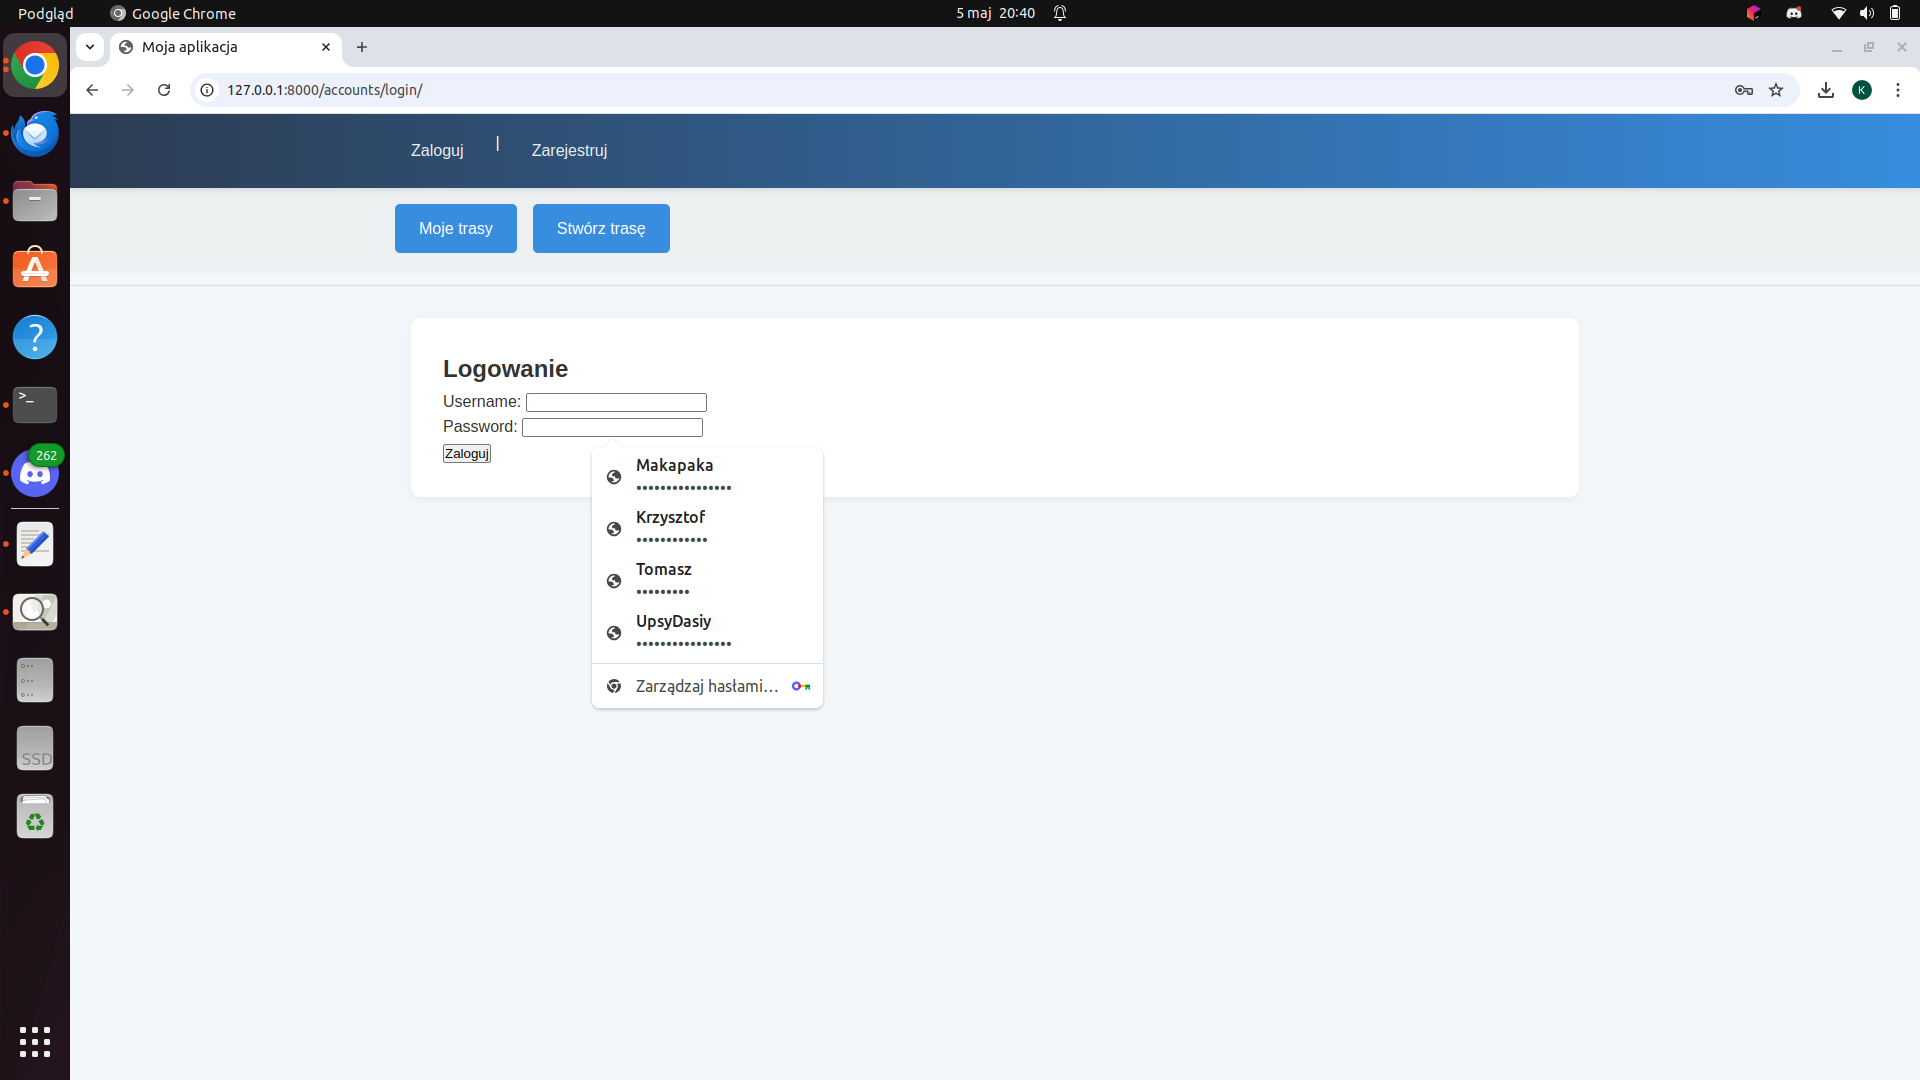 Podgląd Google Chrome 5 maj 20:40
Moja aplikacja
127.0.0.1:8000/accounts/login/ K
Zaloguj | Zarejestruj
Moje trasy Stwórz trasę
Logowanie
Username:
Password:
Zaloguj
Makapaka
••••••••••••••••
Krzysztof
••••••••••••
Tomasz
•••••••••
UpsyDasiy
••••••••••••••••
Zarządzaj hasłami…
>_
262
SSD